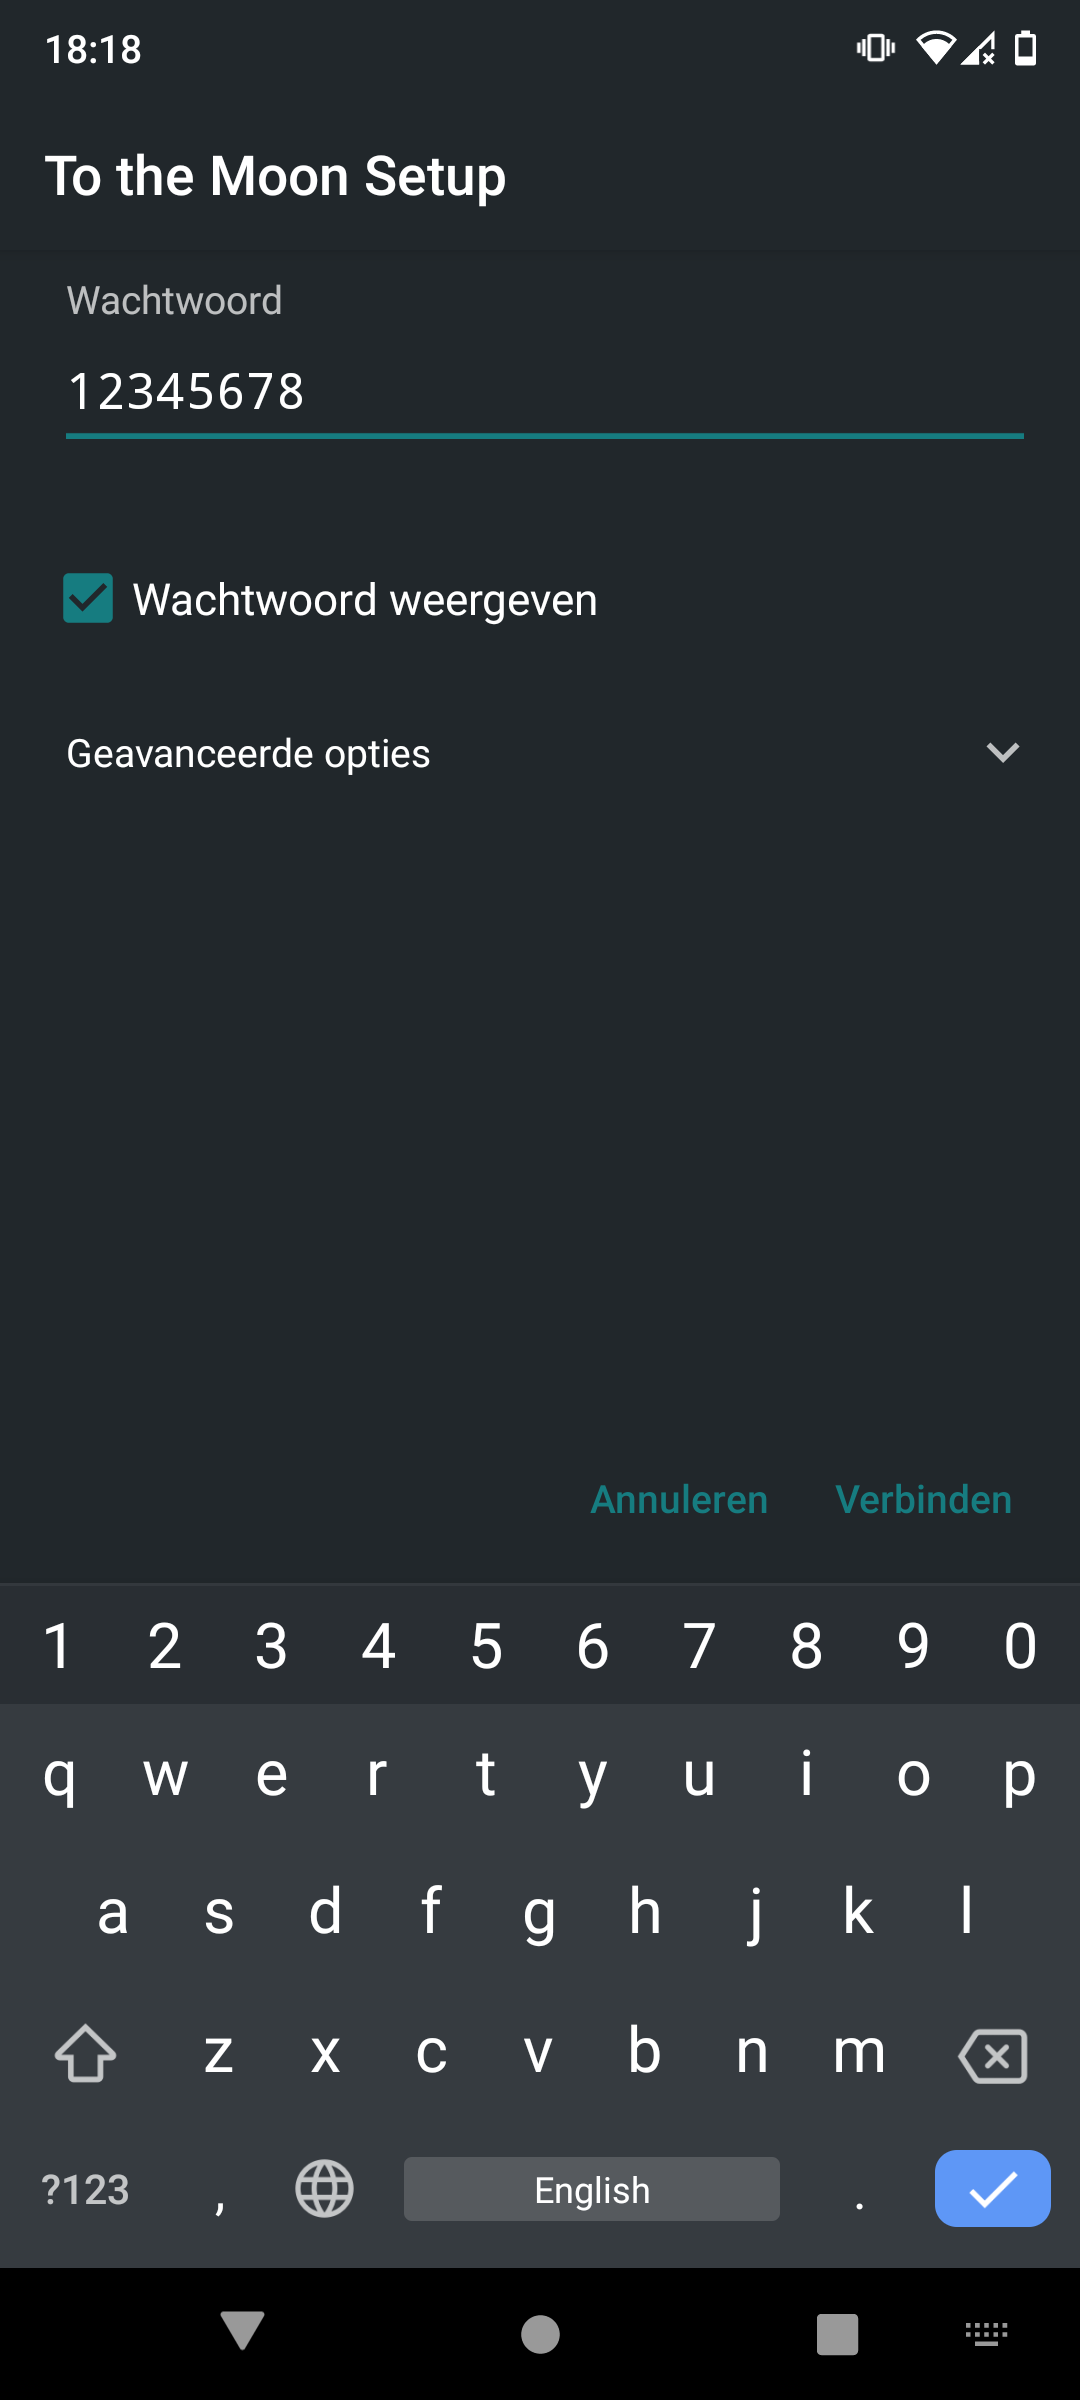 18:18
To the Moon Setup
Wachtwoord
12345678
Wachtwoord weergeven
Geavanceerde opties
Annuleren Verbinden
1 2 3 4 5 6 7 8 9 0
q w e r t y u i o p
a s d f g h j k l
z x c v b n m
?123 , English .